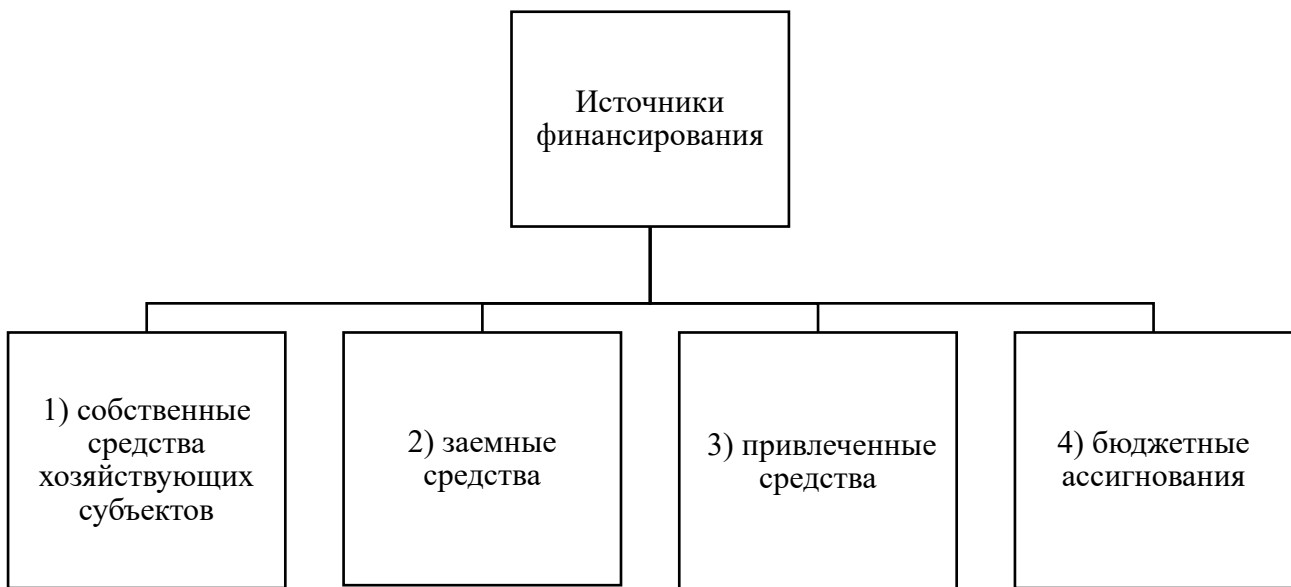 Источники
финансирования
1) собственные
средства
хозяйствующих
субъектов
2) заемные
средства
3) привлеченные
средства
4) бюджетные
ассигнования